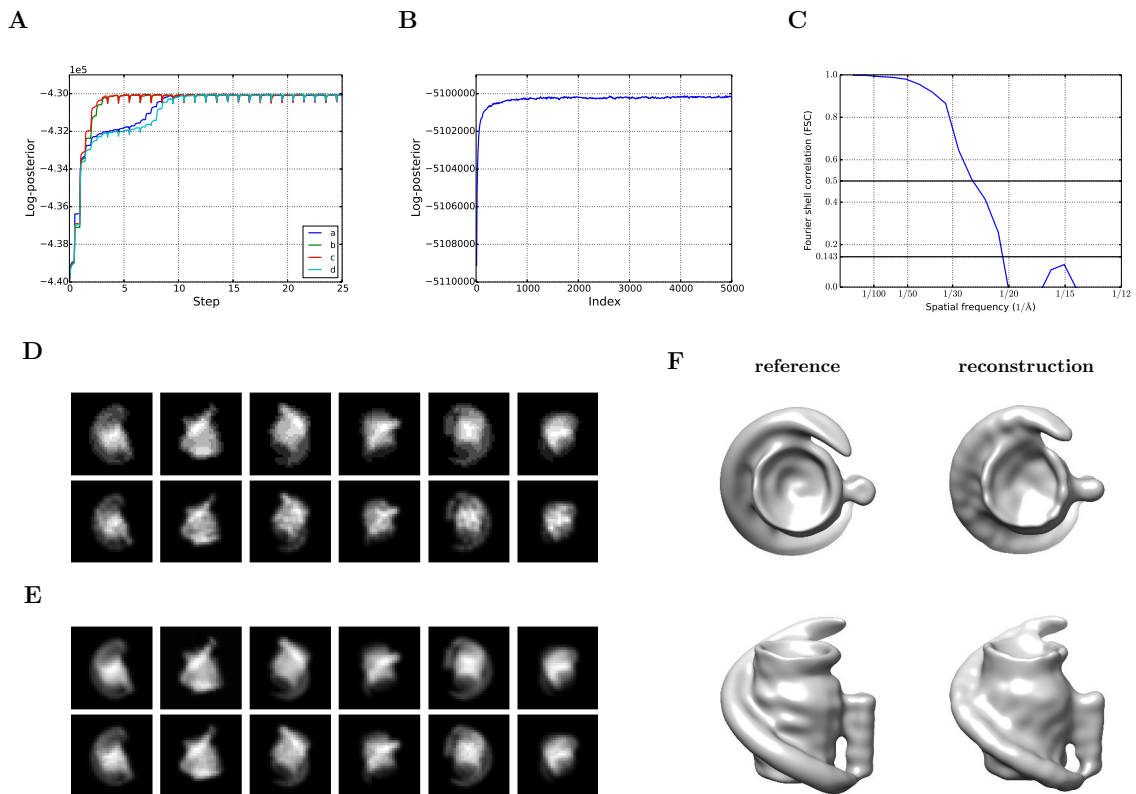 A
1e5
−4.30
−4.32
−4.34
−4.36
−4.38
−4.40
Log-posterior
0
5
10
15
20
25
Step
a
b
c
d
B
−5100000
−5102000
−5104000
−5106000
−5108000
−5110000
Log-posterior
0
1000
2000
3000
4000
5000
Index
C
1.0
0.8
0.6
0.5
0.4
0.2
0.143
0.0
Fourier shell correlation (FSC)
1/100
1/50
1/30
1/20
1/15
1/12
Spatial frequency (1/Å)
D
E
F
reference
reconstruction